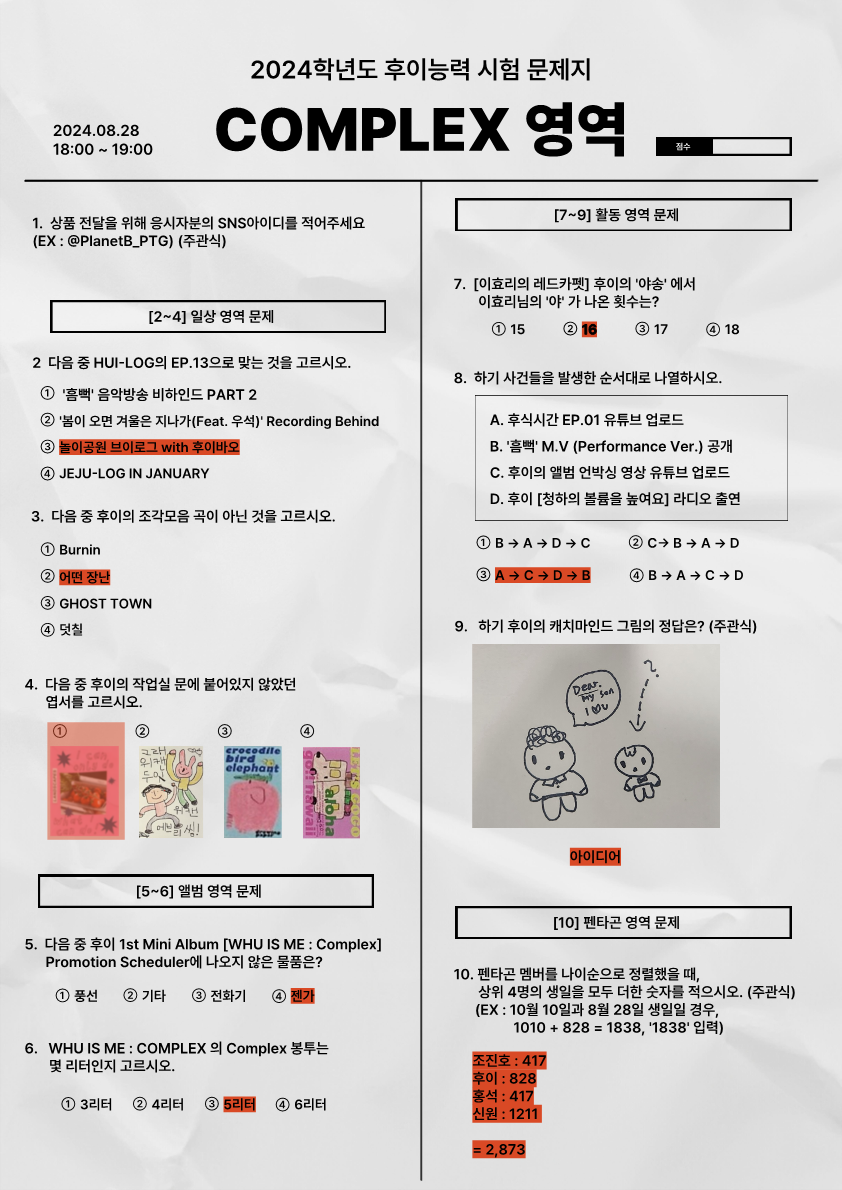 2024학년도 후이능력 시험 문제지
COMPLEX 영역
2024.08.28
18:00 ~ 19:00
점수
1. 상품 전달을 위해 응시자분의 SNS아이디를 적어주세요
(EX : @PlanetB_PTG) (주관식)
[2~4] 일상 영역 문제
2 다음 중 HUI-LOG의 EP.13으로 맞는 것을 고르시오.
① '흠뻑' 음악방송 비하인드 PART 2
② '봄이 오면 겨울은 지나가(Feat. 우석)' Recording Behind
③ 놀이공원 브이로그 with 후이바오
④ JEJU-LOG IN JANUARY
3. 다음 중 후이의 조각모음 곡이 아닌 것을 고르시오.
① Burnin
② 어떤 장난
③ GHOST TOWN
④ 덧칠
4. 다음 중 후이의 작업실 문에 붙어있지 않았던
엽서를 고르시오.
① ② ③ ④
crocodile
bird
elephant
aloha
[5~6] 앨범 영역 문제
5. 다음 중 후이 1st Mini Album [WHU IS ME : Complex]
Promotion Scheduler에 나오지 않은 물품은?
① 풍선 ② 기타 ③ 전화기 ④ 젠가
6. WHU IS ME : COMPLEX 의 Complex 봉투는
몇 리터인지 고르시오.
① 3리터 ② 4리터 ③ 5리터 ④ 6리터
[7~9] 활동 영역 문제
7. [이효리의 레드카펫] 후이의 '야송' 에서
이효리님의 '야' 가 나온 횟수는?
① 15 ② 16 ③ 17 ④ 18
8. 하기 사건들을 발생한 순서대로 나열하시오.
A. 후식시간 EP.01 유튜브 업로드
B. '흠뻑' M.V (Performance Ver.) 공개
C. 후이의 앨범 언박싱 영상 유튜브 업로드
D. 후이 [청하의 볼륨을 높여요] 라디오 출연
① B → A → D → C ② C→ B → A → D
③ A → C → D → B ④ B → A → C → D
9. 하기 후이의 캐치마인드 그림의 정답은? (주관식)
?
Dear.
My son
I ♡ U
아이디어
[10] 펜타곤 영역 문제
10. 펜타곤 멤버를 나이순으로 정렬했을 때,
상위 4명의 생일을 모두 더한 숫자를 적으시오. (주관식)
(EX : 10월 10일과 8월 28일 생일일 경우,
1010 + 828 = 1838, '1838' 입력)
조진호 : 417
후이 : 828
홍석 : 417
신원 : 1211
= 2,873